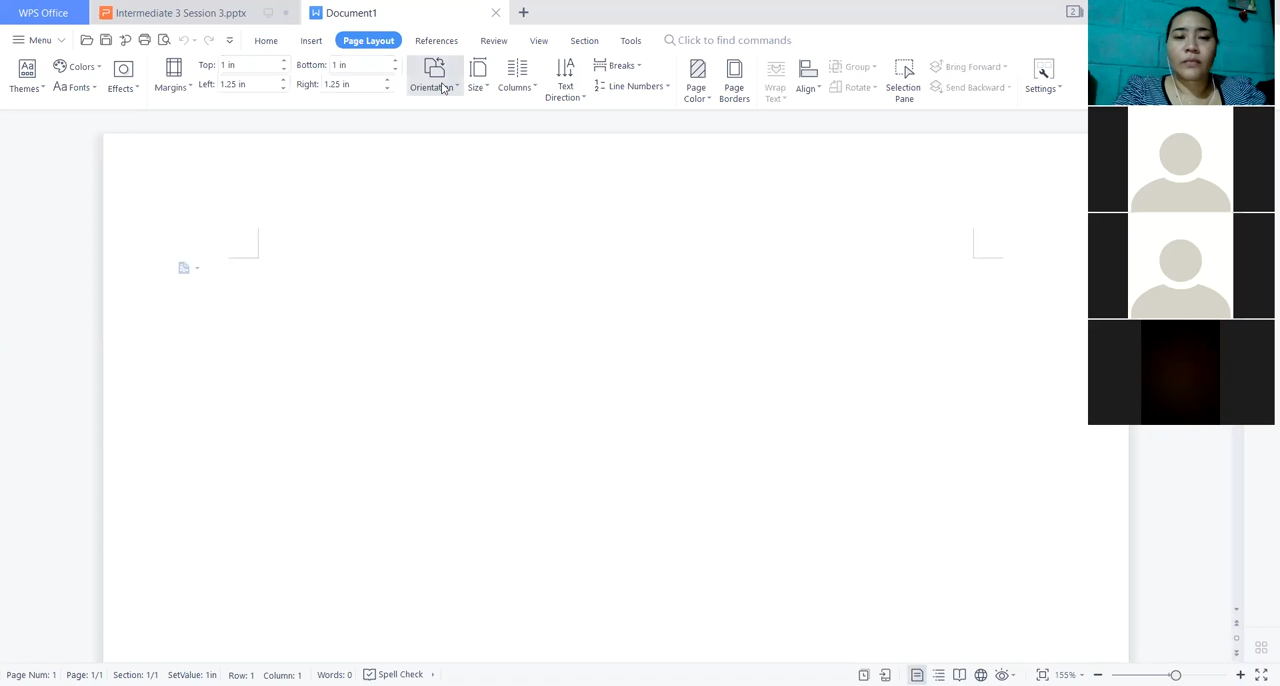 WPS Office Intermediate 3 Session 3.pptx Document1 2
Menu Home Insert Page Layout References Review View Section Tools Click to find commands
Themes Colors Aa Fonts Effects Margins Top: 1 in Bottom: 1 in Left: 1.25 in Right: 1.25 in Orientation Size Columns Text Direction Breaks Line Numbers Page Color Page Borders Wrap Text Align Group Rotate Selection Pane Bring Forward Send Backward Settings
Page Num: 1 Page: 1/1 Section: 1/1 SetValue: 1in Row: 1 Column: 1 Words: 0 Spell Check 155%